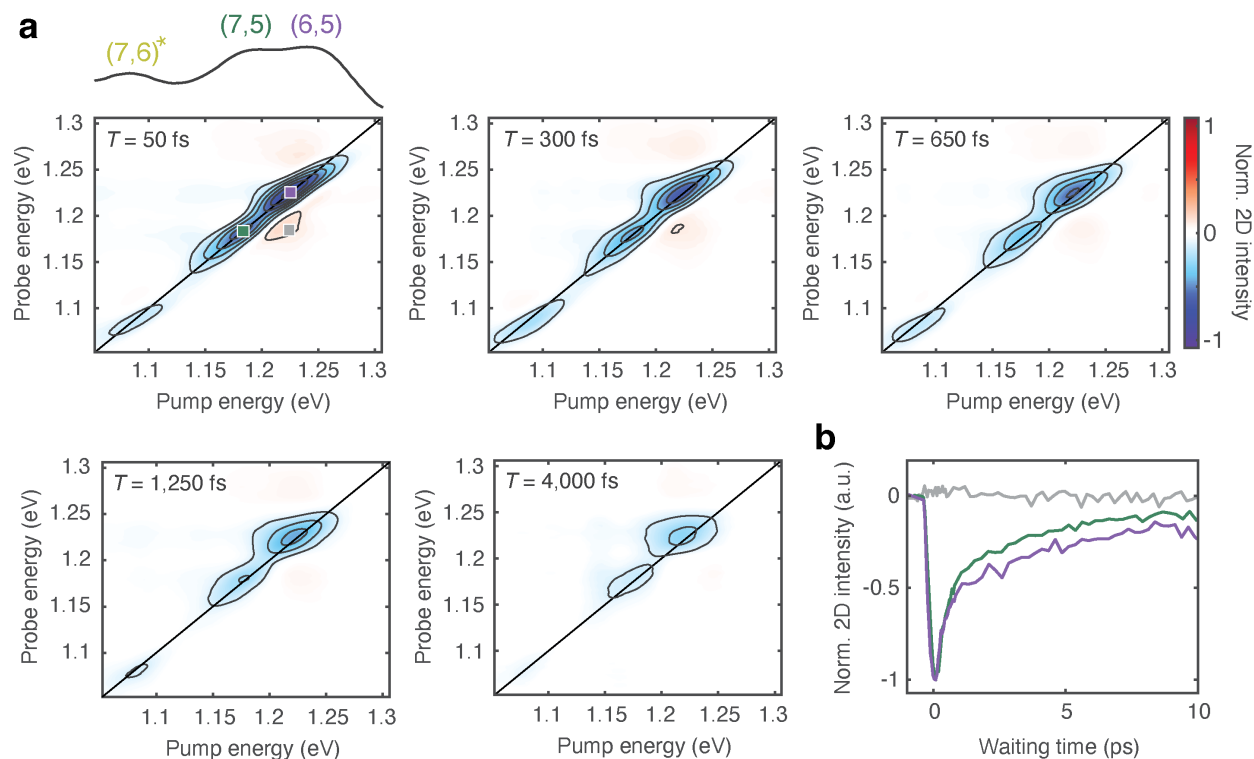 a
(7,6)*
(7,5)
(6,5)
T = 50 fs
Probe energy (eV)
1.3
1.25
1.2
1.15
1.1
1.1 1.15 1.2 1.25 1.3
Pump energy (eV)
T = 300 fs
Probe energy (eV)
1.3
1.25
1.2
1.15
1.1
1.1 1.15 1.2 1.25 1.3
Pump energy (eV)
T = 650 fs
Probe energy (eV)
1.3
1.25
1.2
1.15
1.1
1.1 1.15 1.2 1.25 1.3
Pump energy (eV)
1
0
-1
Norm. 2D intensity
T = 1,250 fs
Probe energy (eV)
1.3
1.25
1.2
1.15
1.1
1.1 1.15 1.2 1.25 1.3
Pump energy (eV)
T = 4,000 fs
Probe energy (eV)
1.3
1.25
1.2
1.15
1.1
1.1 1.15 1.2 1.25 1.3
Pump energy (eV)
b
Norm. 2D intensity (a.u.)
0
-0.5
-1
0 5 10
Waiting time (ps)